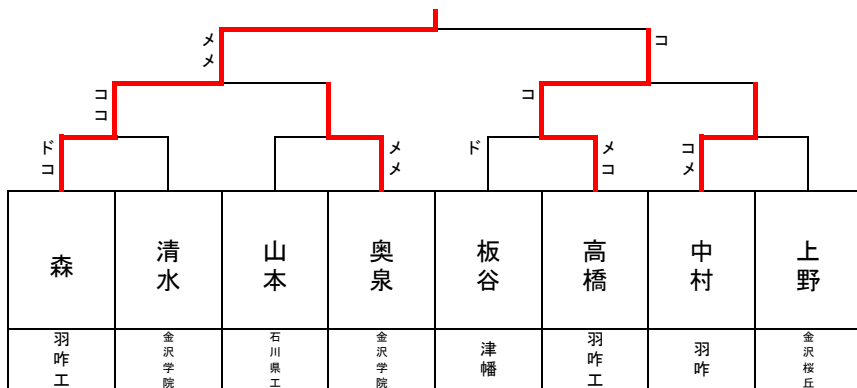 メメ
コ
ココ
コ
ドコ
メメ
ド
メコ
コメ
森
清水
山本
奥泉
板谷
高橋
中村
上野
羽咋工
金沢学院
石川県工
金沢学院
津幡
羽咋工
羽咋
金沢桜丘